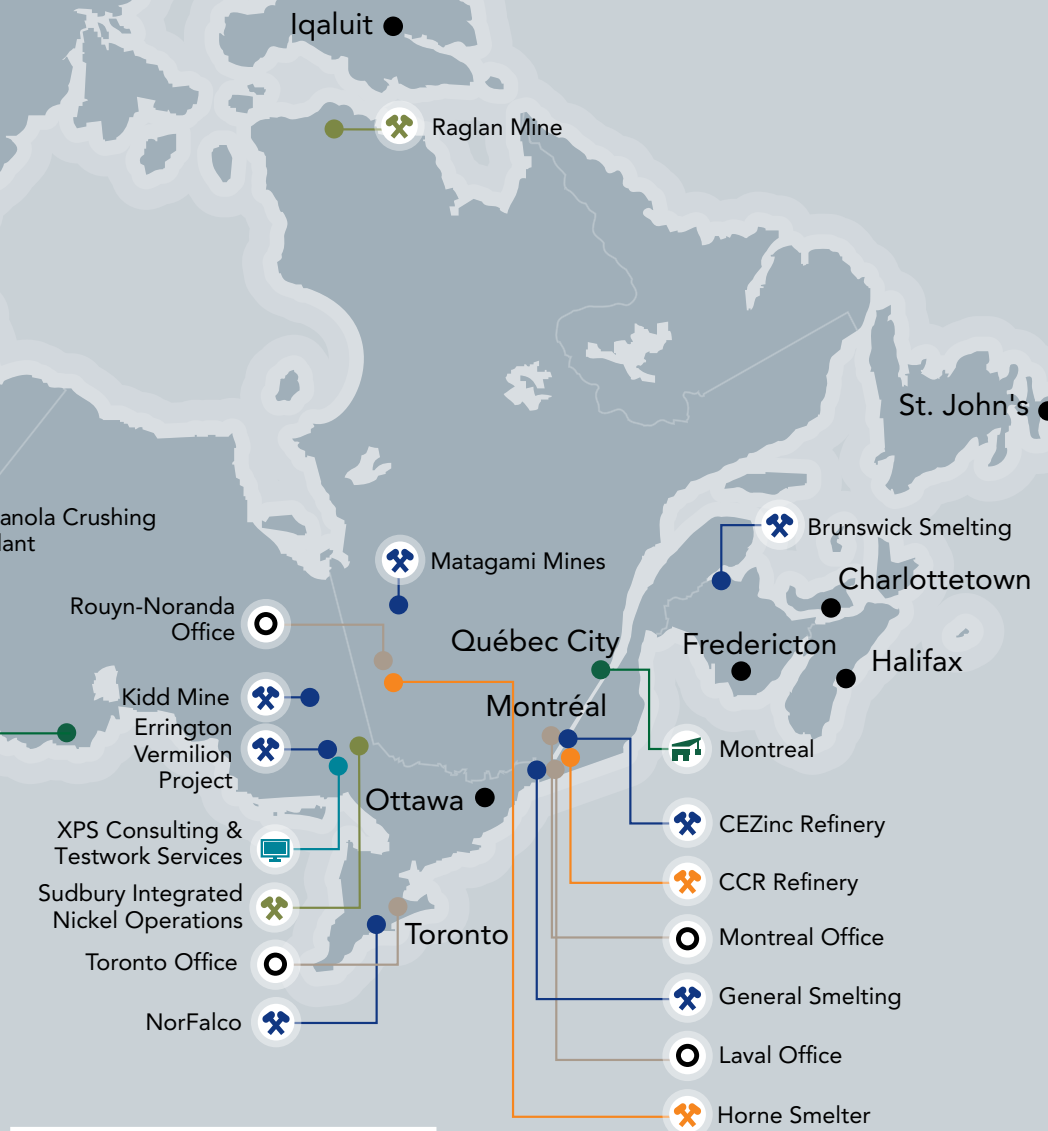 Iqaluit
Raglan Mine
St. John's
anola Crushing
lant
Brunswick Smelting
Matagami Mines
Charlottetown
Rouyn-Noranda
Office
Québec City
Fredericton
Halifax
Kidd Mine
Montréal
Errington
Vermilion
Project
Montreal
Ottawa
CEZinc Refinery
XPS Consulting &
Testwork Services
CCR Refinery
Sudbury Integrated
Nickel Operations
Toronto
Montreal Office
Toronto Office
General Smelting
NorFalco
Laval Office
Horne Smelter